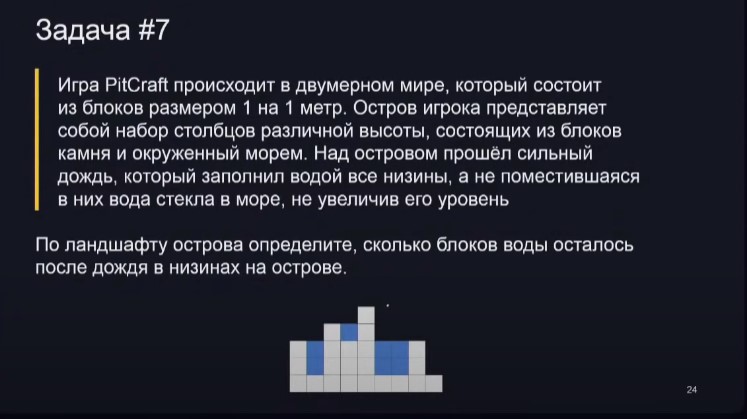 Задача #7
Игра PitCraft происходит в двумерном мире, который состоит
из блоков размером 1 на 1 метр. Остров игрока представляет
собой набор столбцов различной высоты, состоящих из блоков
камня и окруженный морем. Над островом прошёл сильный
дождь, который заполнил водой все низины, а не поместившаяся
в них вода стекла в море, не увеличив его уровень
По ландшафту острова определите, сколько блоков воды осталось
после дождя в низинах на острове.
24